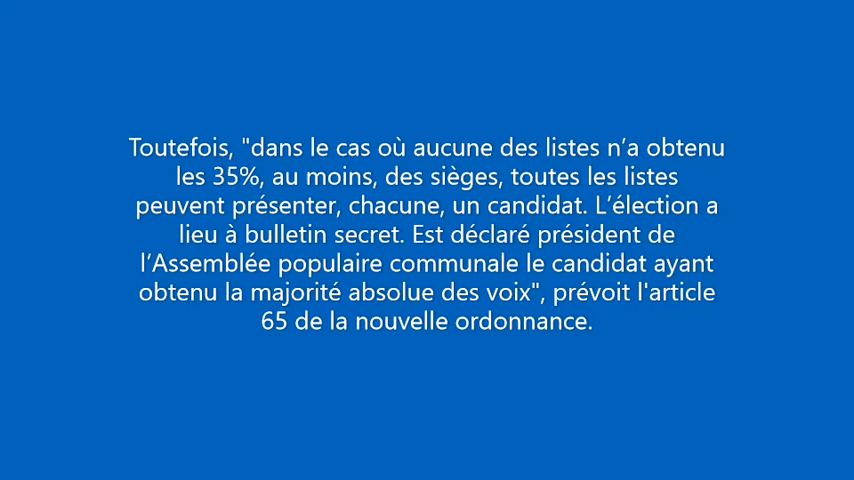 Toutefois, "dans le cas où aucune des listes n’a obtenu
les 35%, au moins, des sièges, toutes les listes
peuvent présenter, chacune, un candidat. L’élection a
lieu à bulletin secret. Est déclaré président de
l’Assemblée populaire communale le candidat ayant
obtenu la majorité absolue des voix", prévoit l'article
65 de la nouvelle ordonnance.